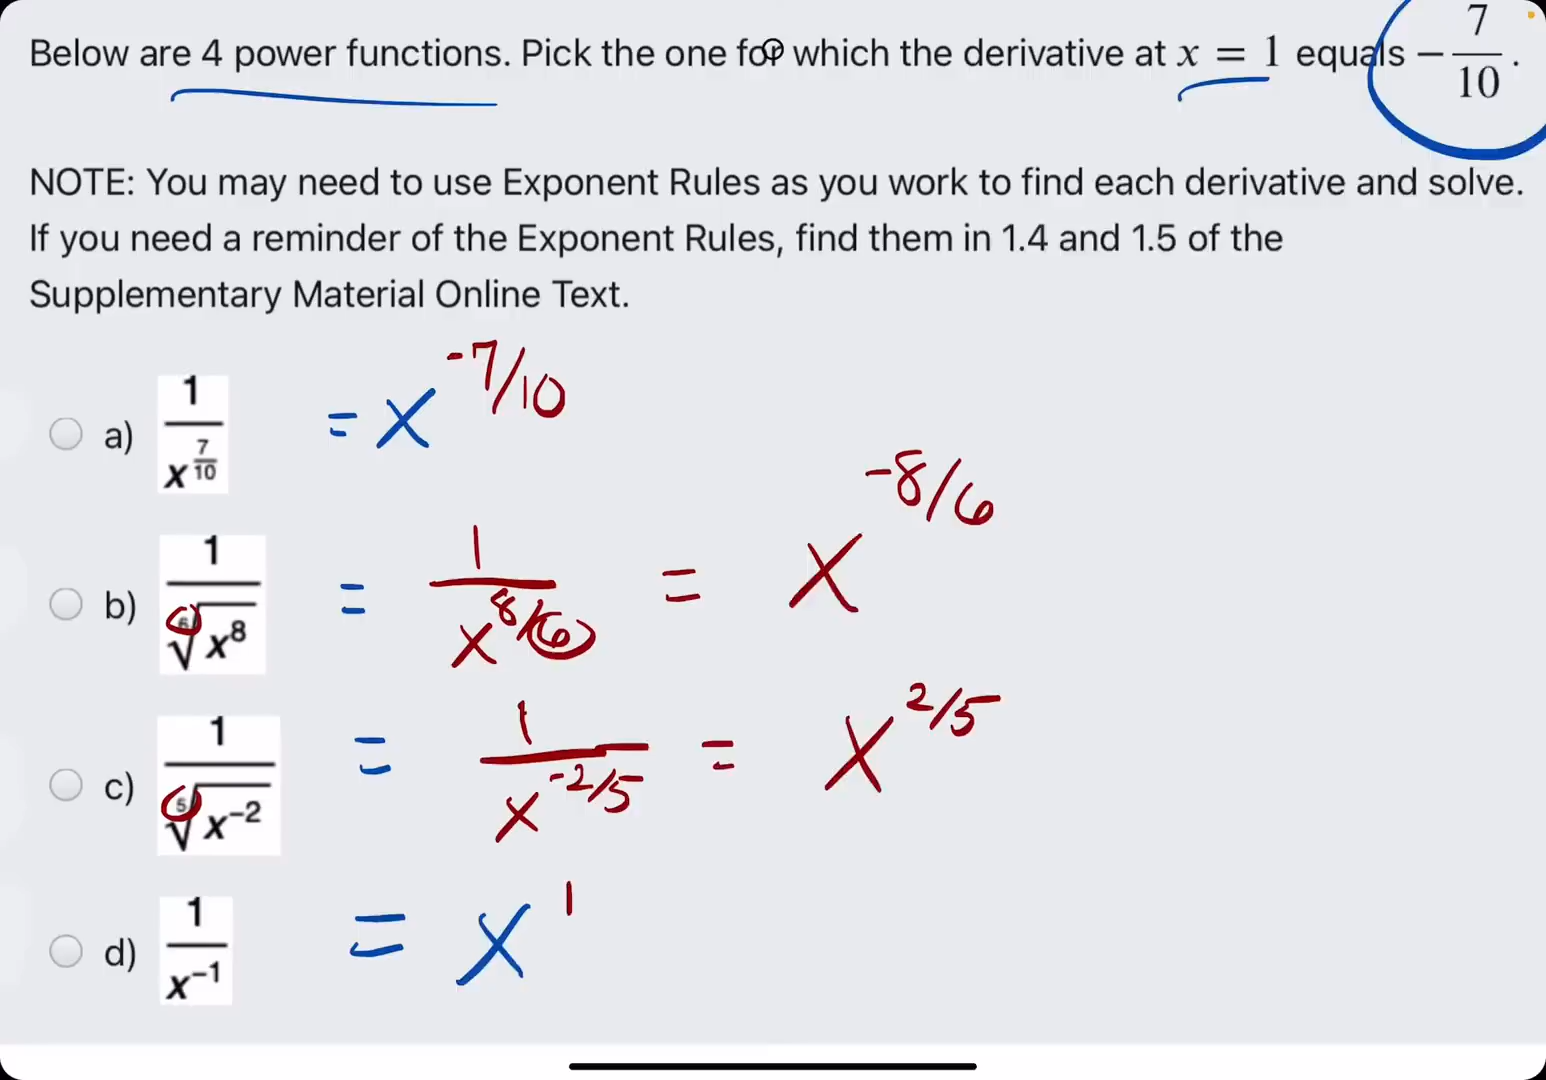 Below are 4 power functions. Pick the one for which the derivative at x = 1 equals − 7/10 .
NOTE: You may need to use Exponent Rules as you work to find each derivative and solve.
If you need a reminder of the Exponent Rules, find them in 1.4 and 1.5 of the
Supplementary Material Online Text.
a) 1/x^(7/10) = x^(-7/10)
b) 1/⁶√x⁸ = 1/x^(8/6) = x^(-8/6)
c) 1/⁵√x⁻² = 1/x^(-2/5) = x^(2/5)
d) 1/x⁻¹ = x¹